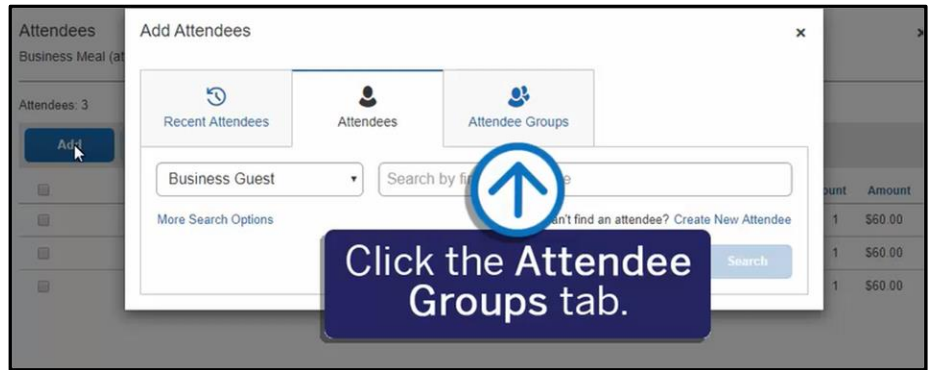 Attendees
Business Meal (at
Attendees: 3
Add
Add Attendees
×
Recent Attendees
Attendees
Attendee Groups
Business Guest
Search by
More Search Options
find an attendee? Create New Attendee
Search
Amount
1 $60.00
1 $60.00
1 $60.00
Click the Attendee
Groups tab.